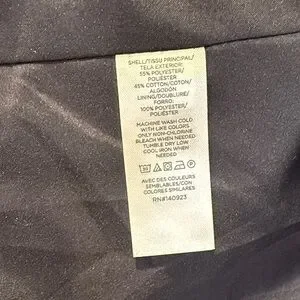 SHELL/TISSU PRINCIPAL/
TELA EXTERIOR:
55% POLYESTER/
POLIÉSTER
45% COTTON/COTON/
ALGODÓN
LINING/DOUBLURE/
FORRO:
100% POLYESTER/
POLIÉSTER
MACHINE WASH COLD
WITH LIKE COLORS
ONLY NON-CHLORINE
BLEACH WHEN NEEDED
TUMBLE DRY LOW
COOL IRON WHEN
NEEDED
AVEC DES COULEURS
SEMBLABLES/CON
COLORES SIMILARES
RN#140923